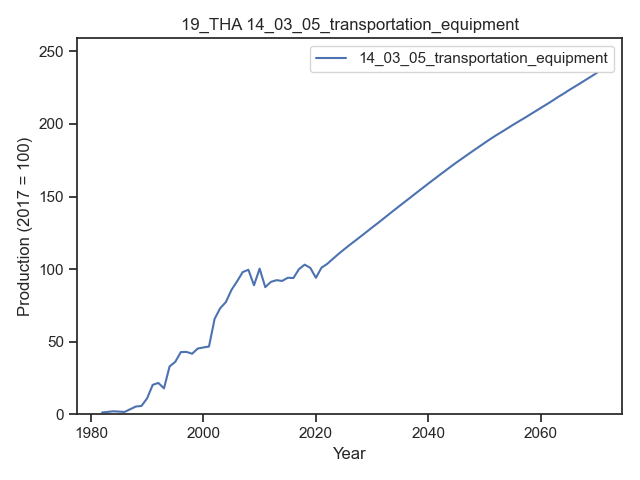 19_THA 14_03_05_transportation_equipment
14_03_05_transportation_equipment
Production (2017 = 100)
250
200
150
100
50
0
1980 2000 2020 2040 2060
Year